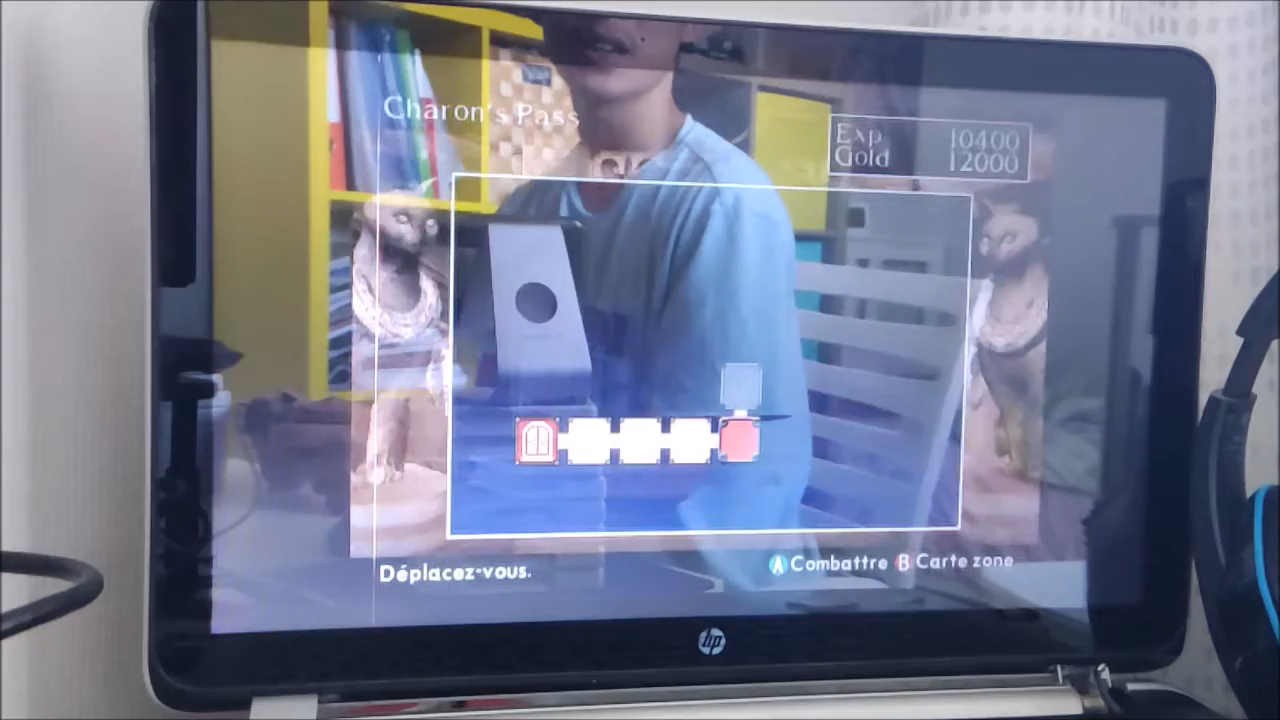 Charon's Pass
Exp. 10400
Gold 12000
Déplacez-vous.
A Combattre B Carte zone
hp